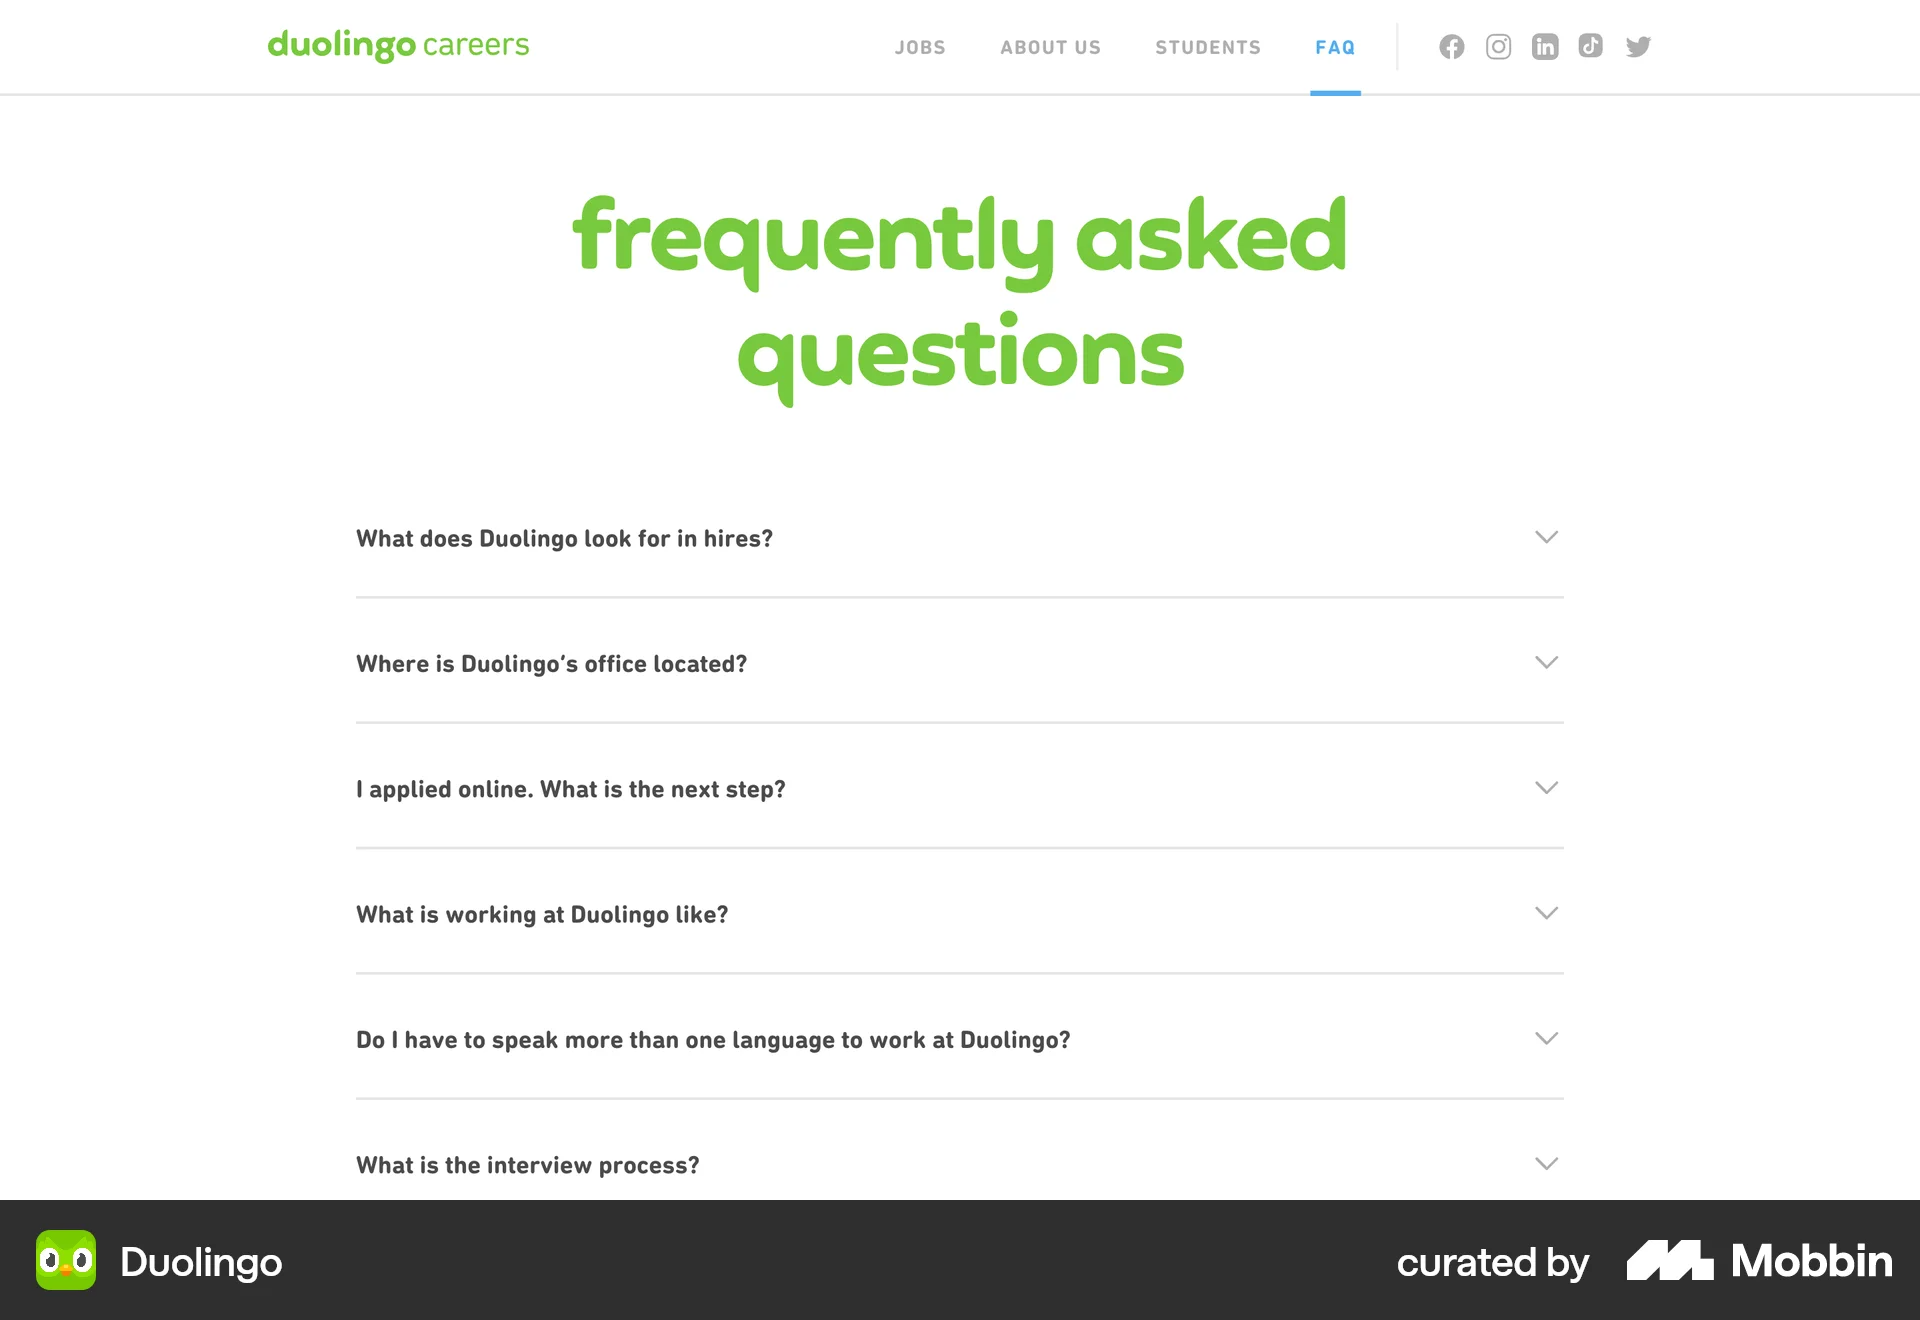 duolingo careers
JOBS ABOUT US STUDENTS FAQ
frequently asked
questions
What does Duolingo look for in hires?
Where is Duolingo’s office located?
I applied online. What is the next step?
What is working at Duolingo like?
Do I have to speak more than one language to work at Duolingo?
What is the interview process?
Duolingo
curated by Mobbin